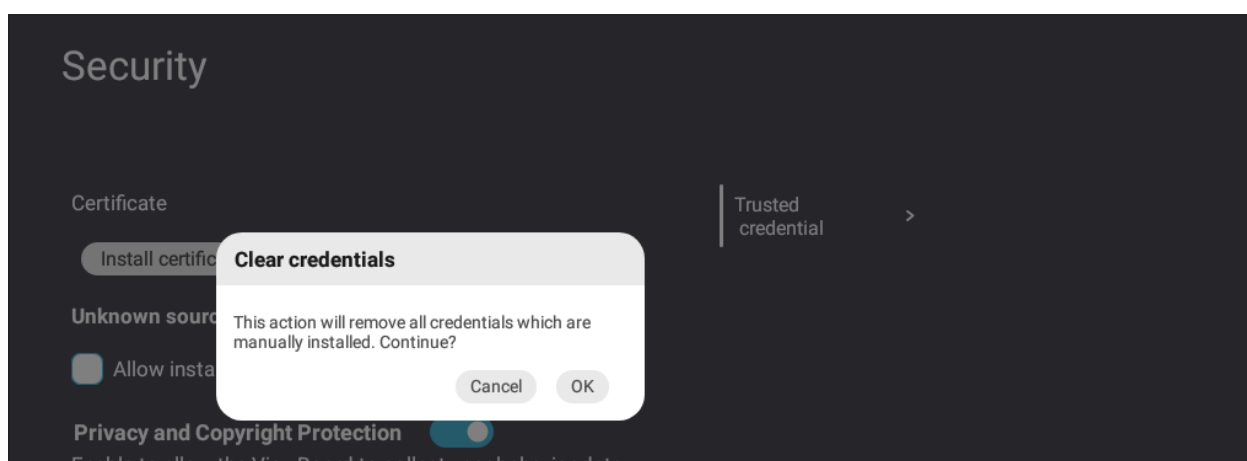 Security
Certificate
Trusted
credential
Install certific
Clear credentials
Unknown sourc
This action will remove all credentials which are
manually installed. Continue?
Allow insta
Cancel
OK
Privacy and Copyright Protection